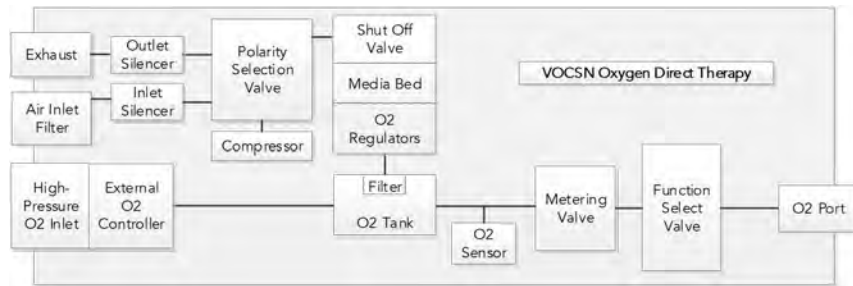 Exhaust
Outlet
Silencer
Polarity
Selection
Valve
Shut Off
Valve
Media Bed
O2
Regulators
VOCSN Oxygen Direct Therapy
Air Inlet
Filter
Inlet
Silencer
Compressor
High-
Pressure
O2 Inlet
External
O2
Controller
Filter
O2 Tank
O2
Sensor
Metering
Valve
Function
Select
Valve
O2 Port